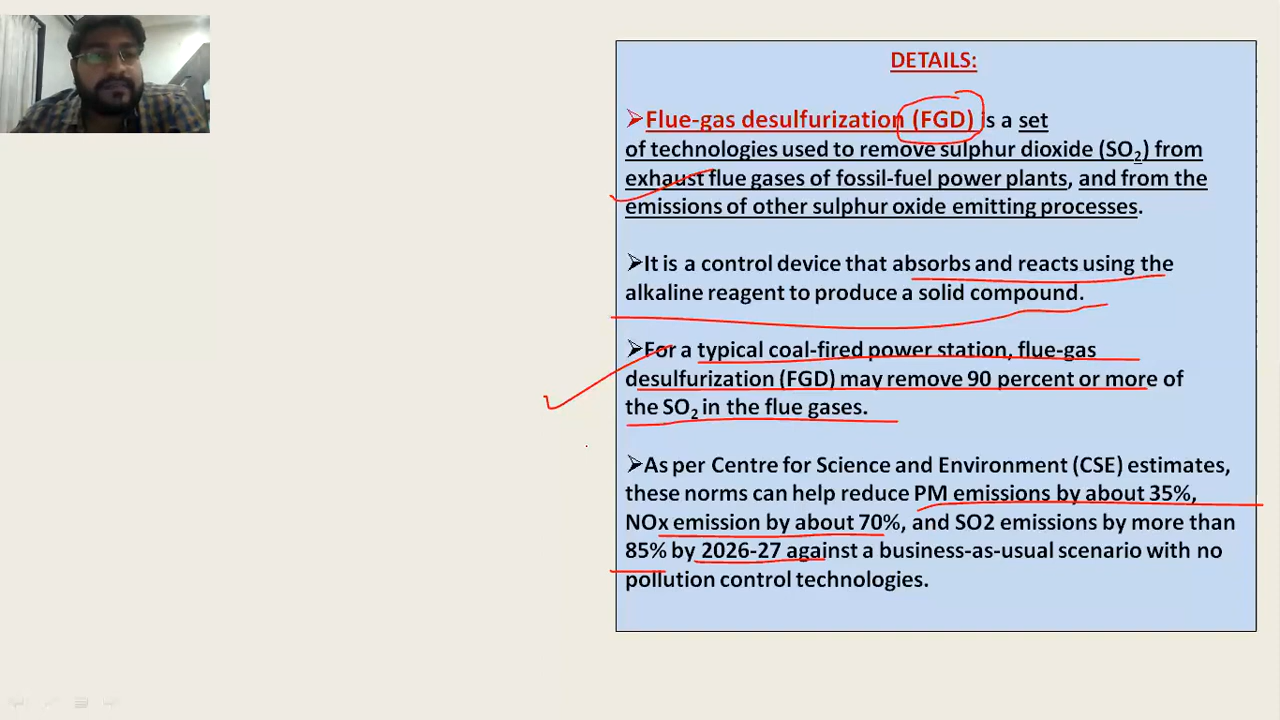 DETAILS:
➢Flue-gas desulfurization (FGD) is a set
of technologies used to remove sulphur dioxide (SO₂) from
exhaust flue gases of fossil-fuel power plants, and from the
emissions of other sulphur oxide emitting processes.
➢It is a control device that absorbs and reacts using the
alkaline reagent to produce a solid compound.
➢For a typical coal-fired power station, flue-gas
desulfurization (FGD) may remove 90 percent or more of
the SO₂ in the flue gases.
➢As per Centre for Science and Environment (CSE) estimates,
these norms can help reduce PM emissions by about 35%,
NOx emission by about 70%, and SO2 emissions by more than
85% by 2026-27 against a business-as-usual scenario with no
pollution control technologies.